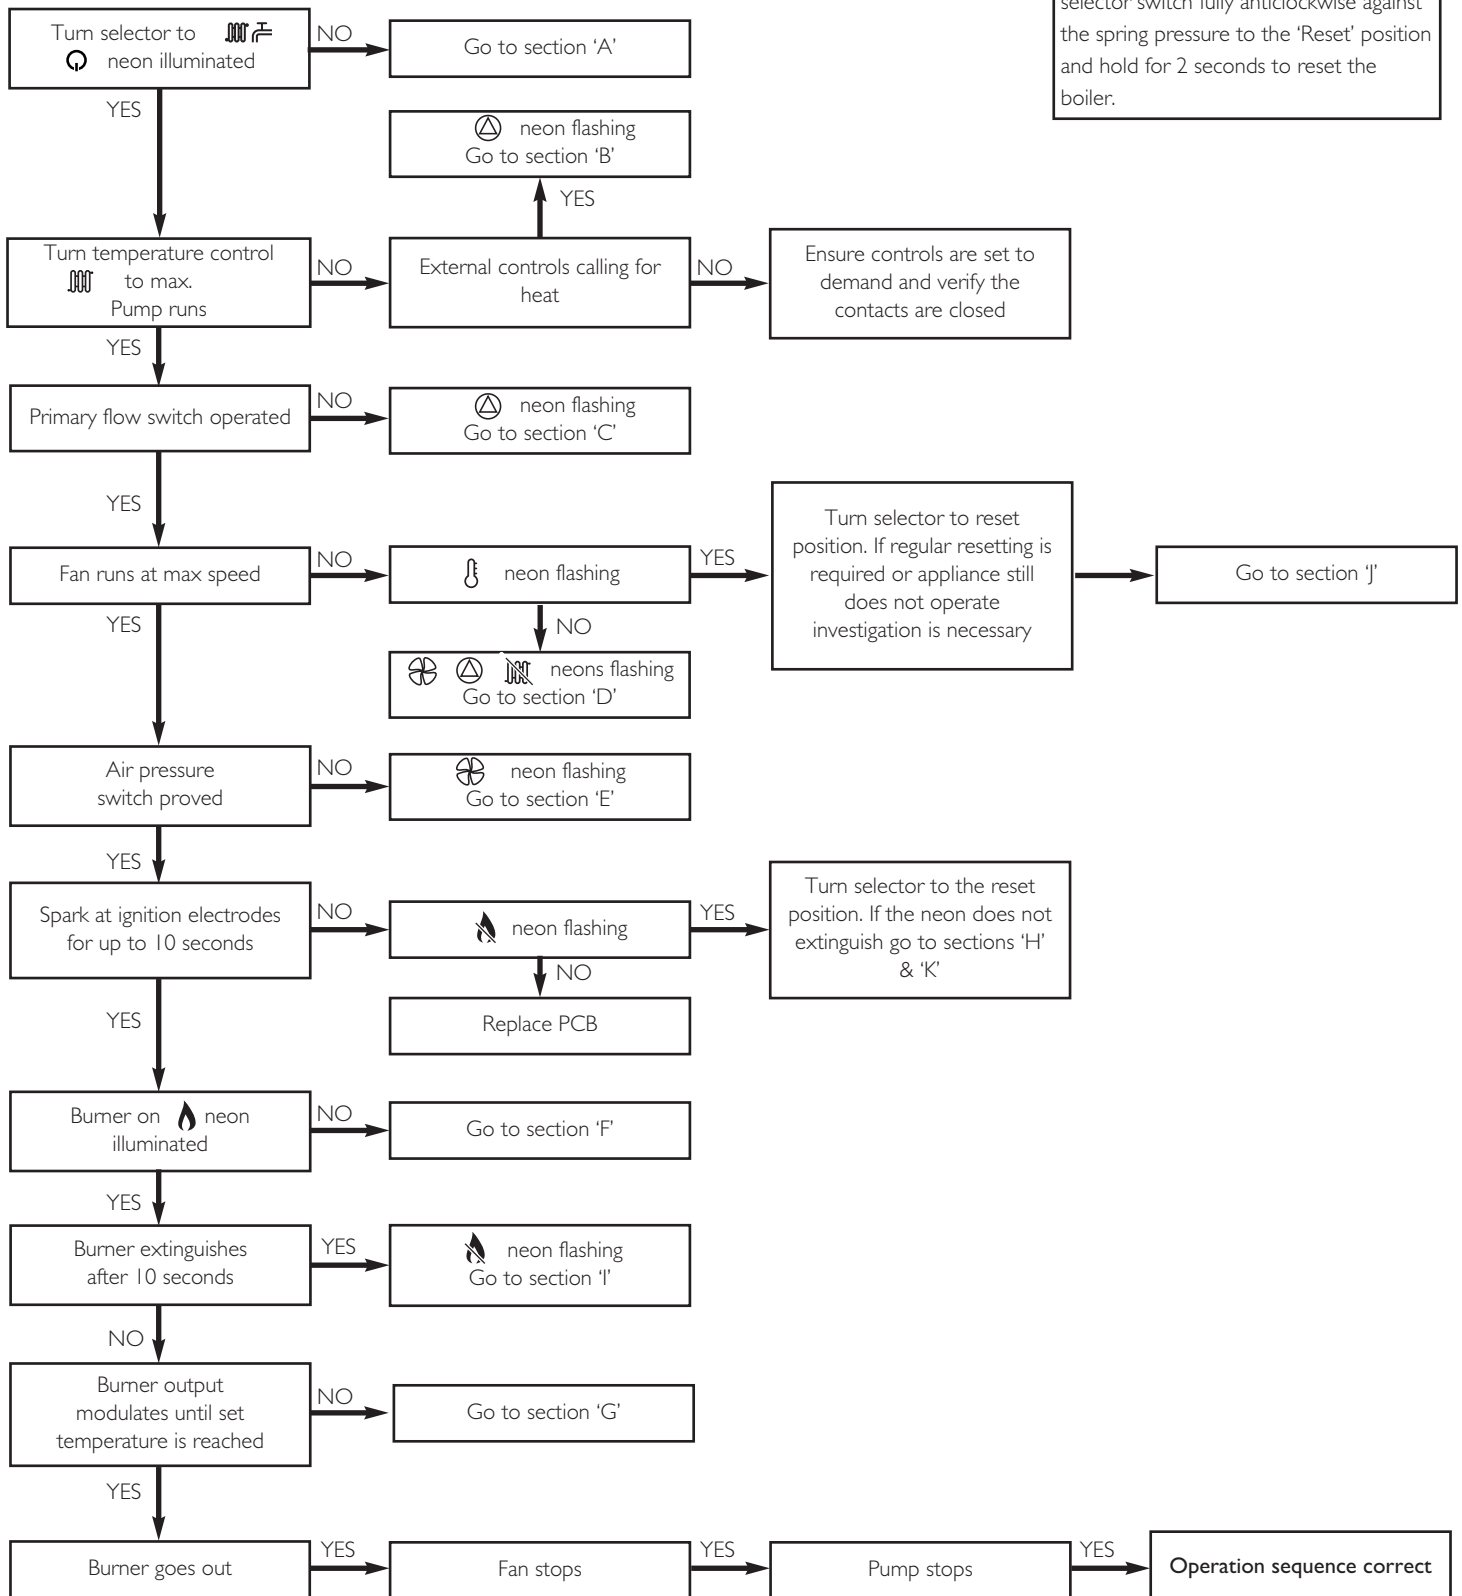 selector switch fully anticlockwise against
the spring pressure to the ‘Reset’ position
and hold for 2 seconds to reset the
boiler.
Turn selector to
neon illuminated
NO
Go to section ‘A’
YES
neon flashing
Go to section ‘B’
YES
Turn temperature control
to max.
Pump runs
NO
External controls calling for
heat
NO
Ensure controls are set to
demand and verify the
contacts are closed
YES
Primary flow switch operated
NO
neon flashing
Go to section ‘C’
YES
Fan runs at max speed
NO
neon flashing
YES
Turn selector to reset
position. If regular resetting is
required or appliance still
does not operate
investigation is necessary
Go to section ‘J’
NO
neons flashing
Go to section ‘D’
YES
Air pressure
switch proved
NO
neon flashing
Go to section ‘E’
YES
Spark at ignition electrodes
for up to 10 seconds
NO
neon flashing
YES
Turn selector to the reset
position. If the neon does not
extinguish go to sections ‘H’
& ‘K’
NO
Replace PCB
YES
Burner on neon
illuminated
NO
Go to section ‘F’
YES
Burner extinguishes
after 10 seconds
YES
neon flashing
Go to section ‘I’
NO
Burner output
modulates until set
temperature is reached
NO
Go to section ‘G’
YES
Burner goes out
YES
Fan stops
YES
Pump stops
YES
Operation sequence correct